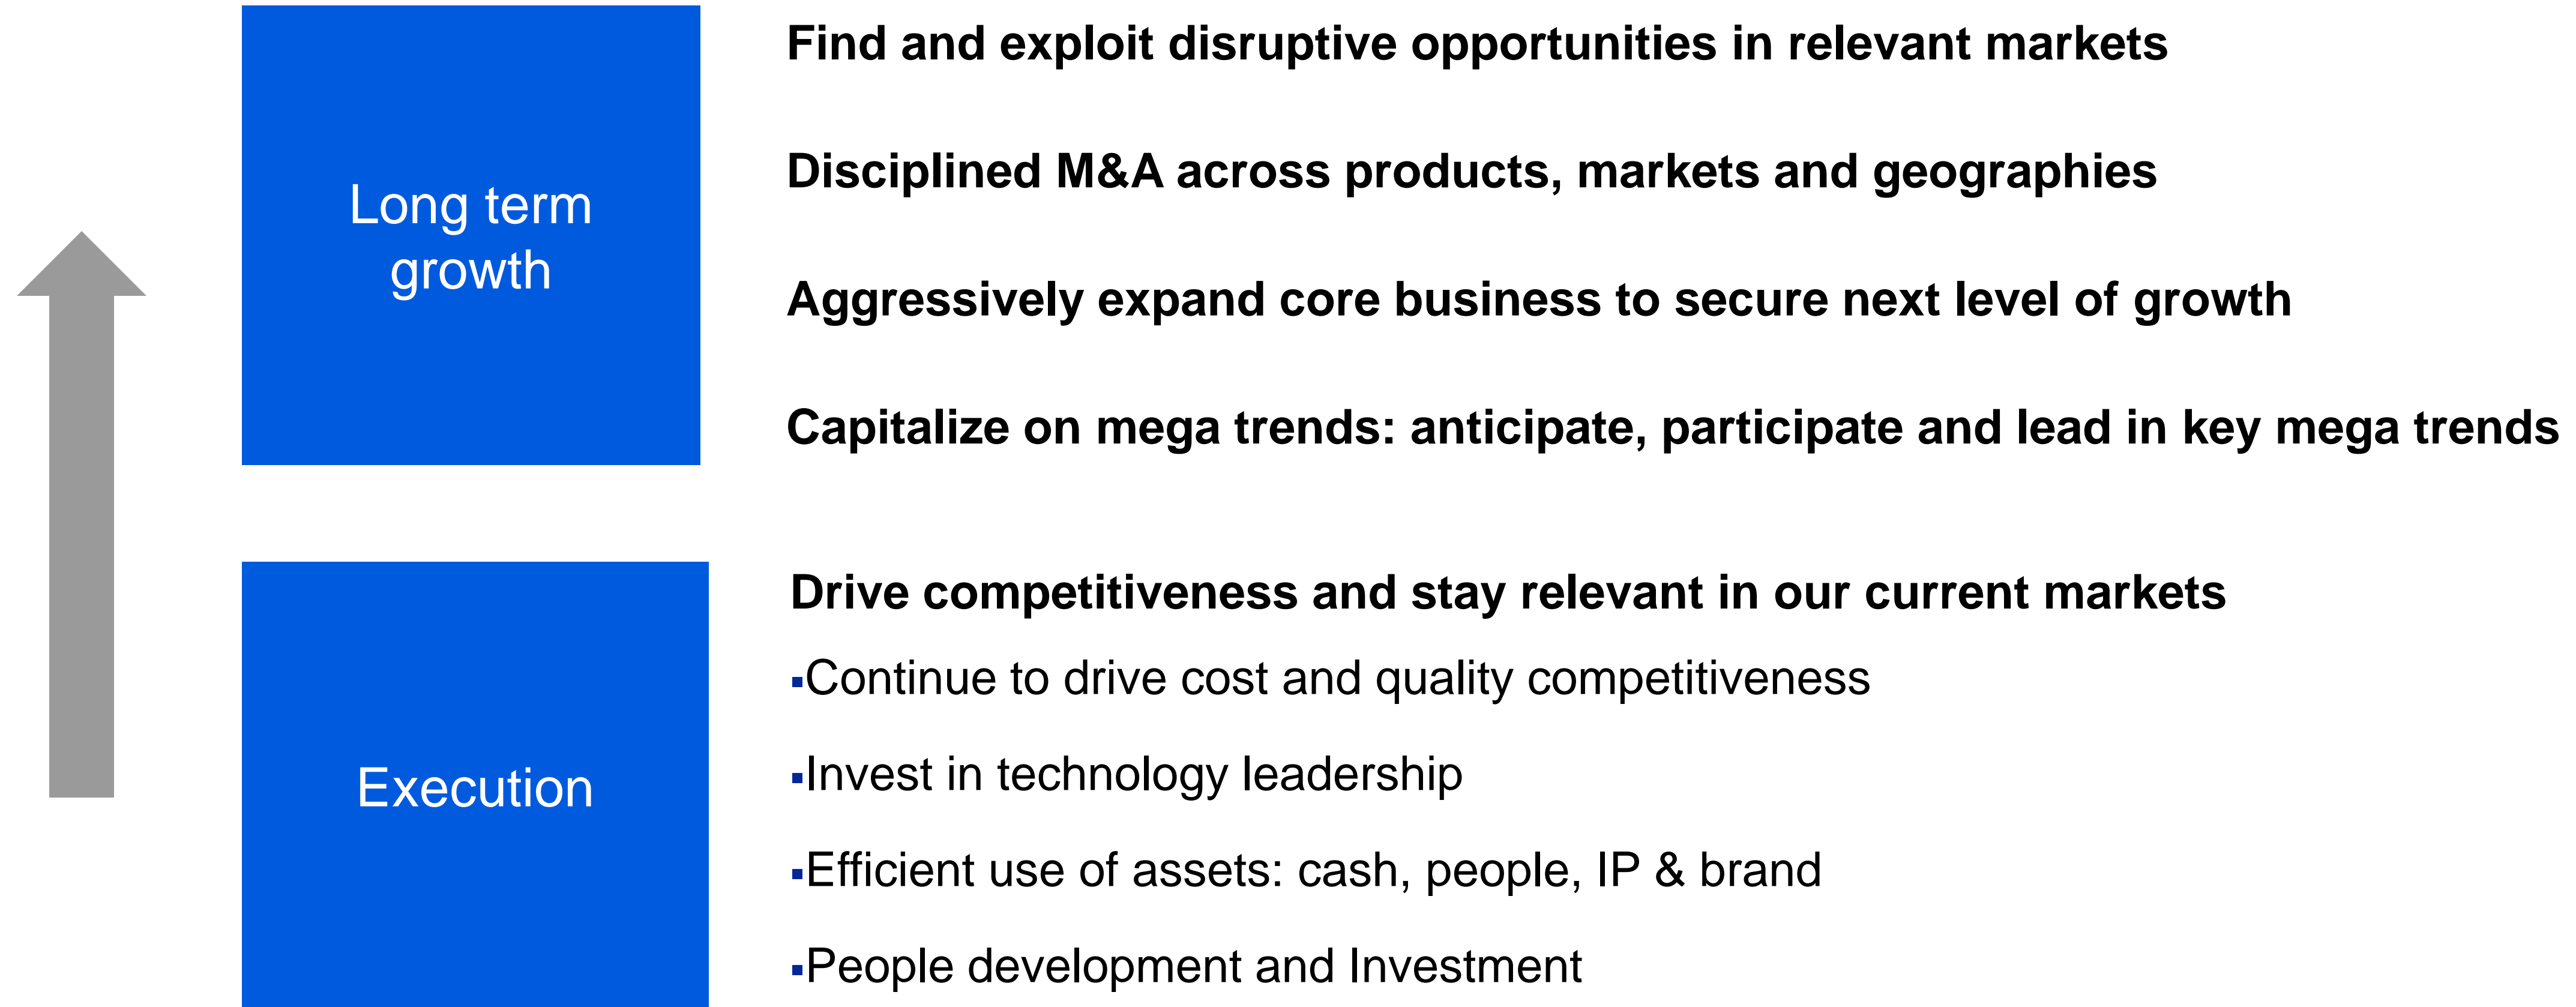 Long term
growth
Find and exploit disruptive opportunities in relevant markets
Disciplined M&A across products, markets and geographies
Aggressively expand core business to secure next level of growth
Capitalize on mega trends: anticipate, participate and lead in key mega trends
Execution
Drive competitiveness and stay relevant in our current markets
▪Continue to drive cost and quality competitiveness
▪Invest in technology leadership
▪Efficient use of assets: cash, people, IP & brand
▪People development and Investment